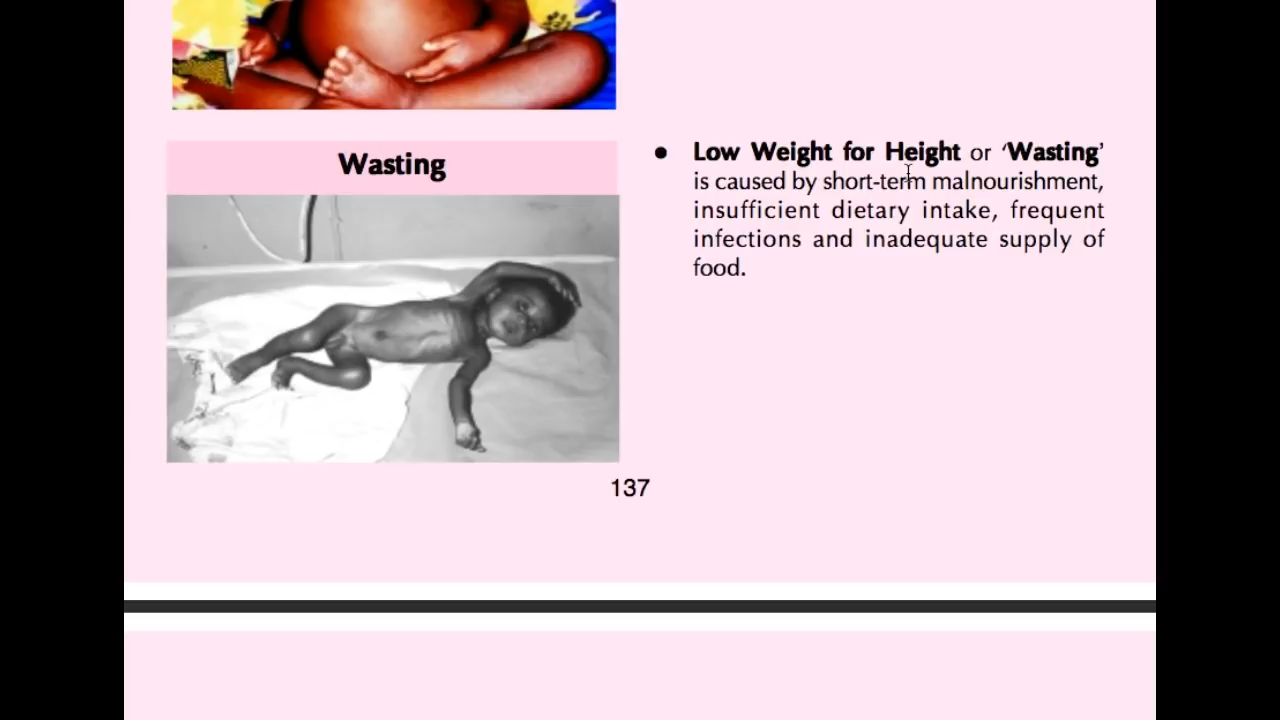 Wasting
● Low Weight for Height or ‘Wasting’
is caused by short-term malnourishment,
insufficient dietary intake, frequent
infections and inadequate supply of
food.
137